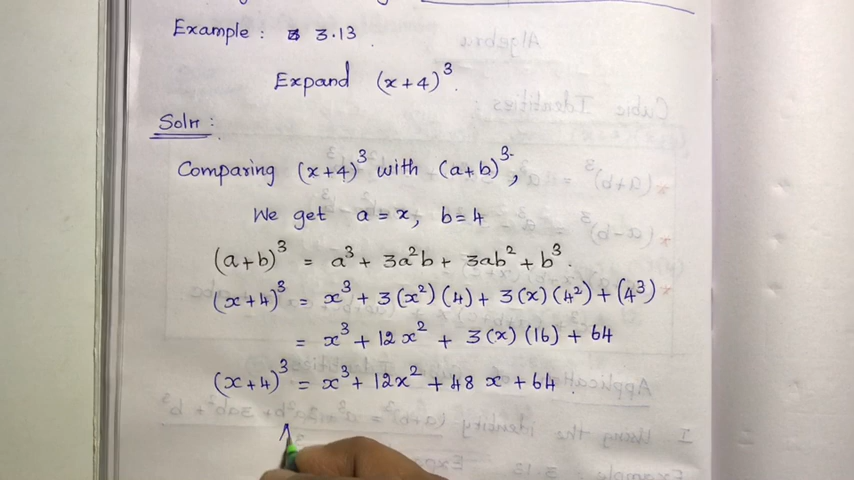 Example : 3.13.
Expand (x+4)³.
Soln :
Comparing (x+4)³ with (a+b)³,
We get a = x, b = 4
(a+b)³ = a³ + 3a²b + 3ab² + b³.
(x+4)³ = x³ + 3(x²)(4) + 3(x)(4²) + (4³)
= x³ + 12x² + 3(x)(16) + 64
(x+4)³ = x³ + 12x² + 48x + 64.